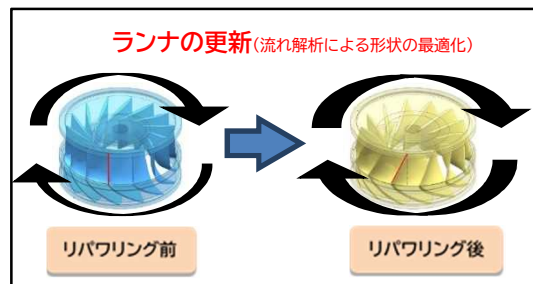 ランナの更新(流れ解析による形状の最適化)
リパワリング前
リパワリング後